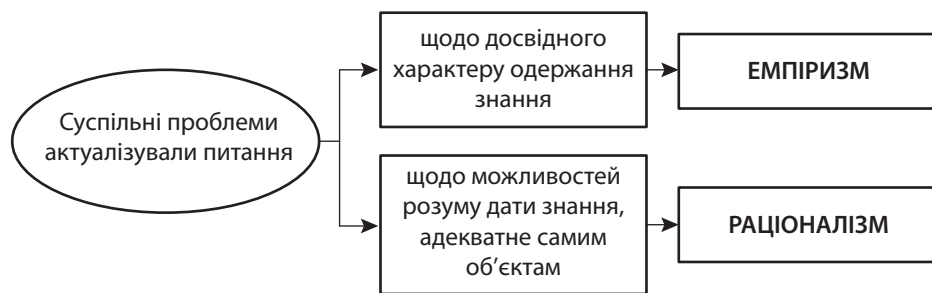 Суспільні проблеми
актуалізували питання
щодо досвідного
характеру одержання
знання
ЕМПІРИЗМ
щодо можливостей
розуму дати знання,
адекватне самим
об’єктам
РАЦІОНАЛІЗМ